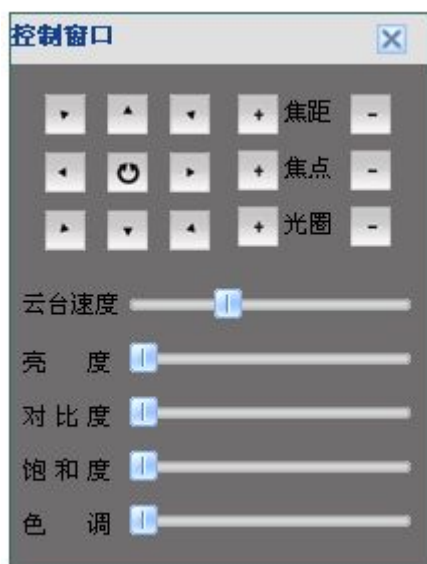 控制窗口
+ 焦距 -
+ 焦点 -
+ 光圈 -
云台速度
亮 度
对比度
饱和度
色 调